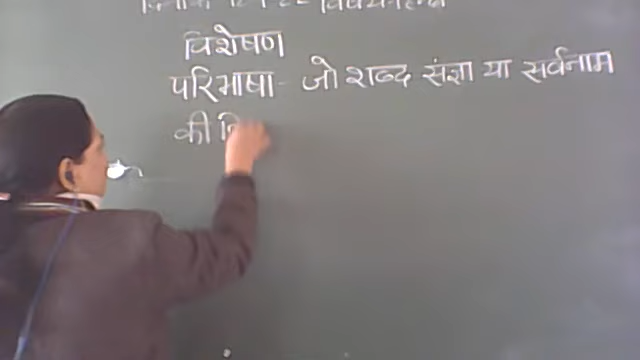 विशेषण
परिभाषा - जो शब्द संज्ञा या सर्वनाम
की